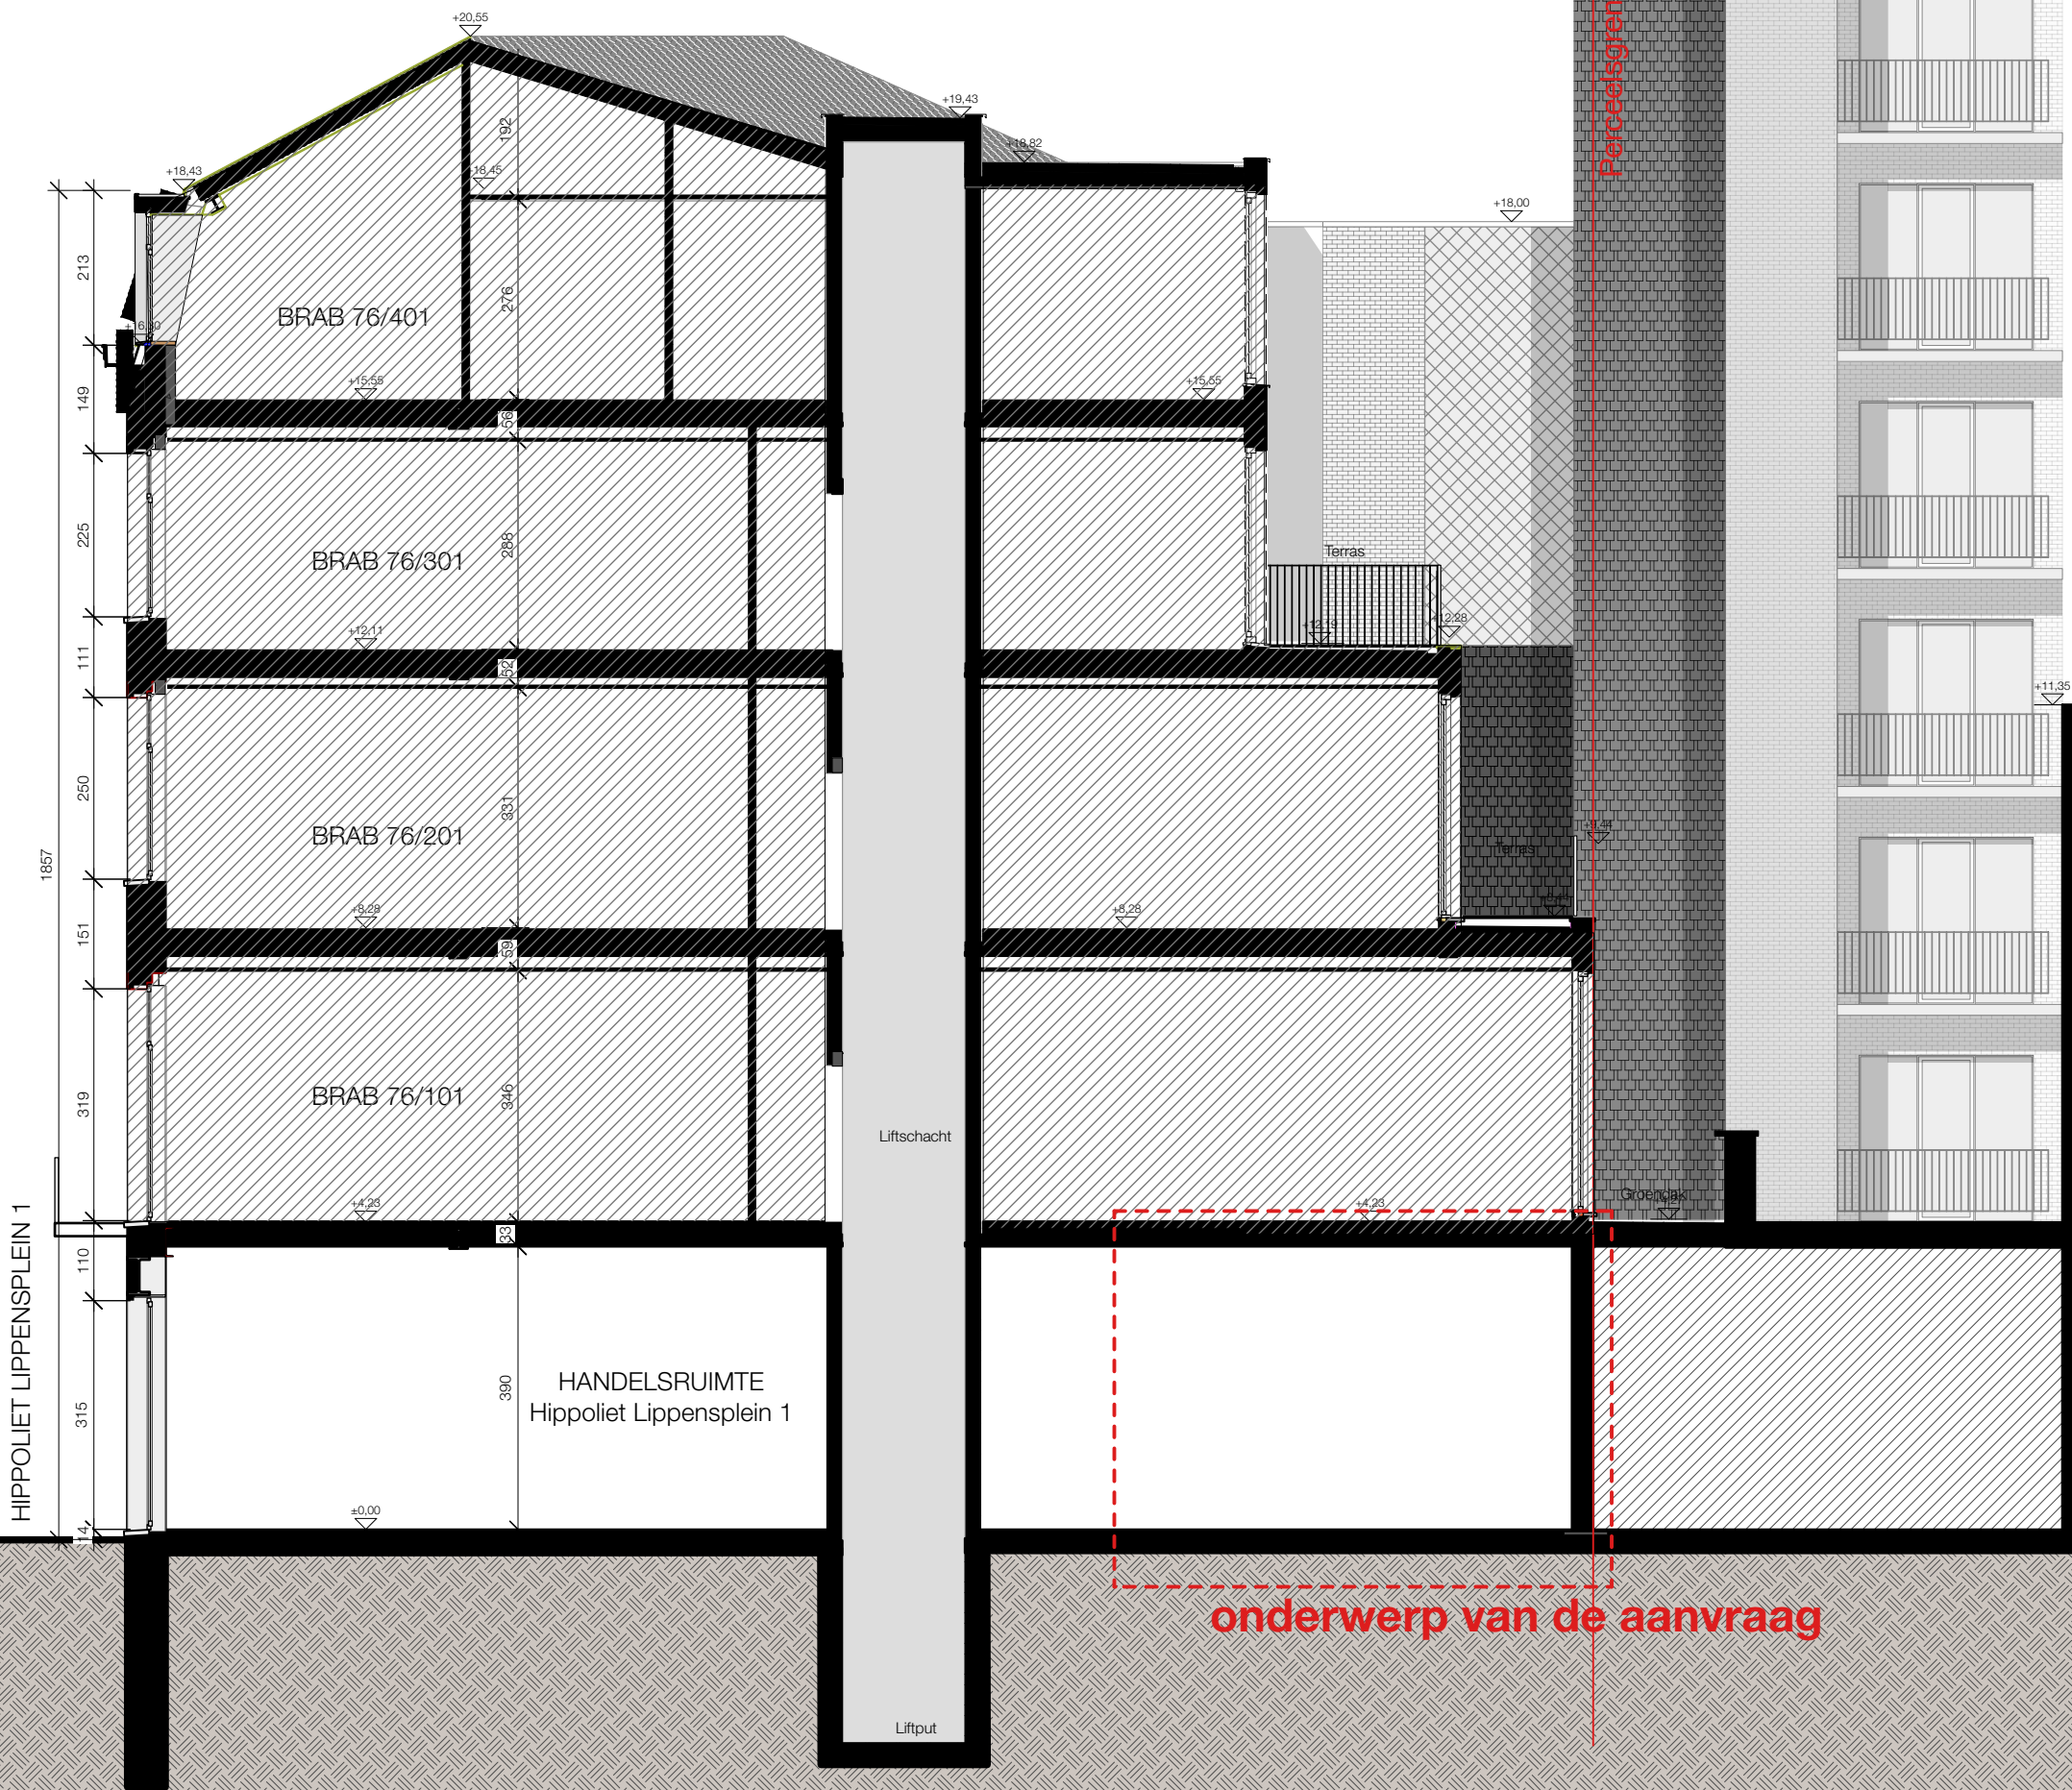 +20,55
Perceelsgren
+19,43
192
+18,82
+18,43
+18,45
+18,00
213
276
BRAB 76/401
+15,55
+15,55
149
56
225
288
BRAB 76/301
Terras
+12,11
+12,28
111
52
+11,35
250
331
BRAB 76/201
+9,44
Terras
1857
+8,28
+8,28
151
59
319
346
BRAB 76/101
Liftschacht
Groendak
+4,23
+4,23
33
110
HIPPOLIET LIPPENSPLEIN 1
390
HANDELSRUIMTE
Hippoliet Lippensplein 1
315
±0,00
14
onderwerp van de aanvraag
Liftput